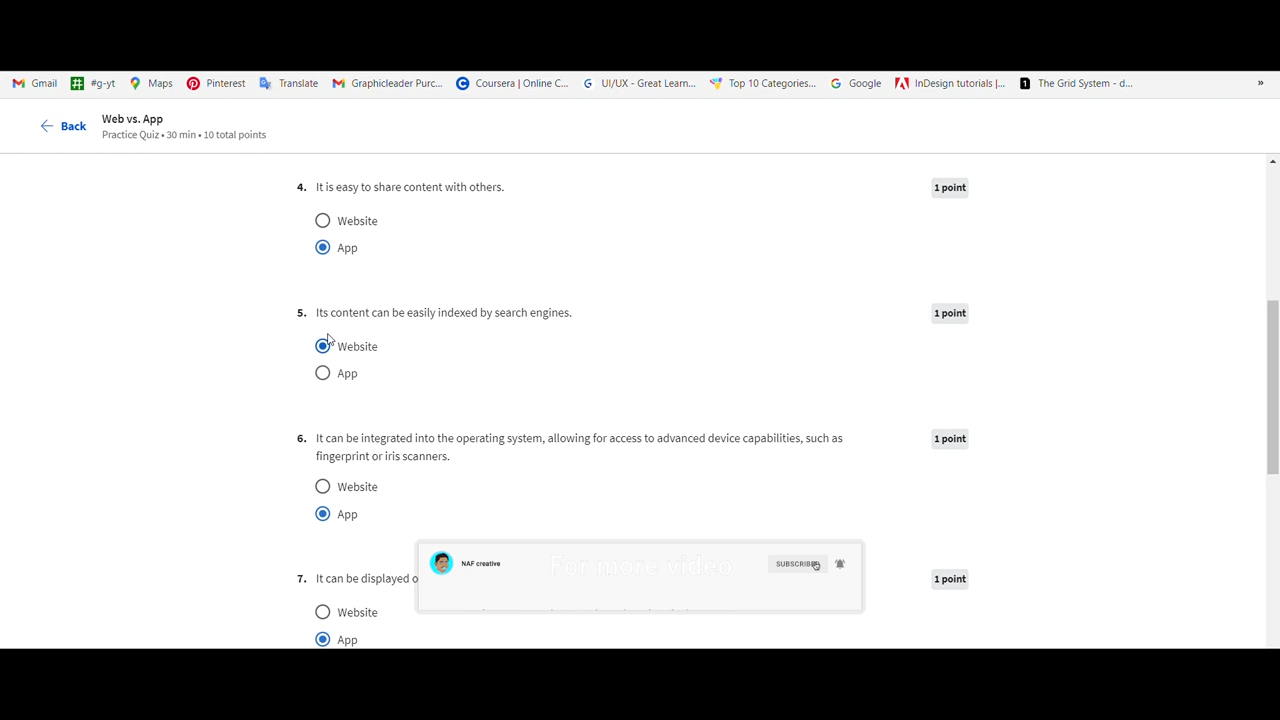 Gmail #g-yt Maps Pinterest Translate Graphicleader Purc... Coursera | Online C... UI/UX - Great Learn... Top 10 Categories... Google InDesign tutorials |... The Grid System - d... »
Back
Web vs. App
Practice Quiz • 30 min • 10 total points
4. It is easy to share content with others. 1 point
Website
App
5. Its content can be easily indexed by search engines. 1 point
Website
App
6. It can be integrated into the operating system, allowing for access to advanced device capabilities, such as 1 point
fingerprint or iris scanners.
Website
App
NAF creative For more video
7. It can be displayed 1 point
Website
App